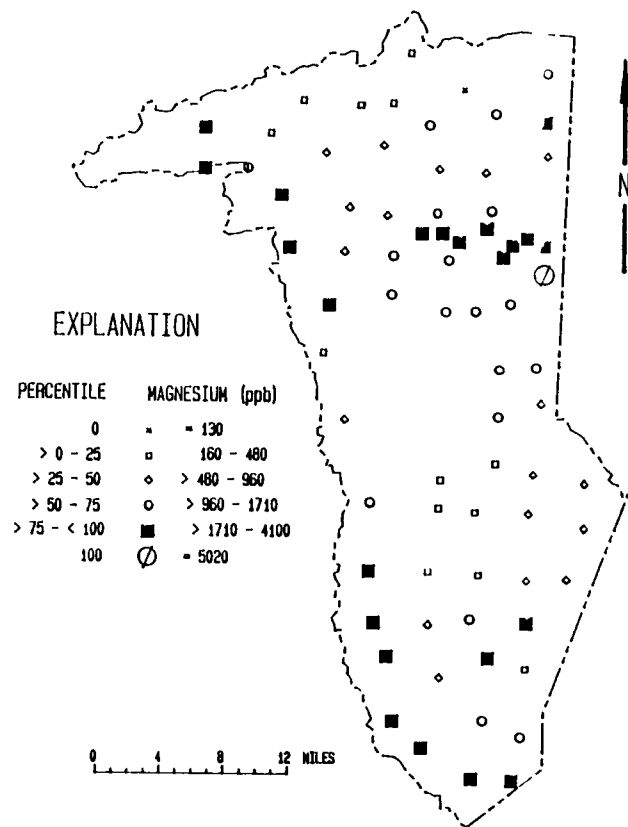 N
EXPLANATION
PERCENTILE MAGNESIUM (ppb)
0 = 130
> 0 - 25 160 - 480
> 25 - 50 > 480 - 960
> 50 - 75 > 960 - 1710
> 75 - < 100 > 1710 - 4100
100 = 5020
0 4 8 12 MILES